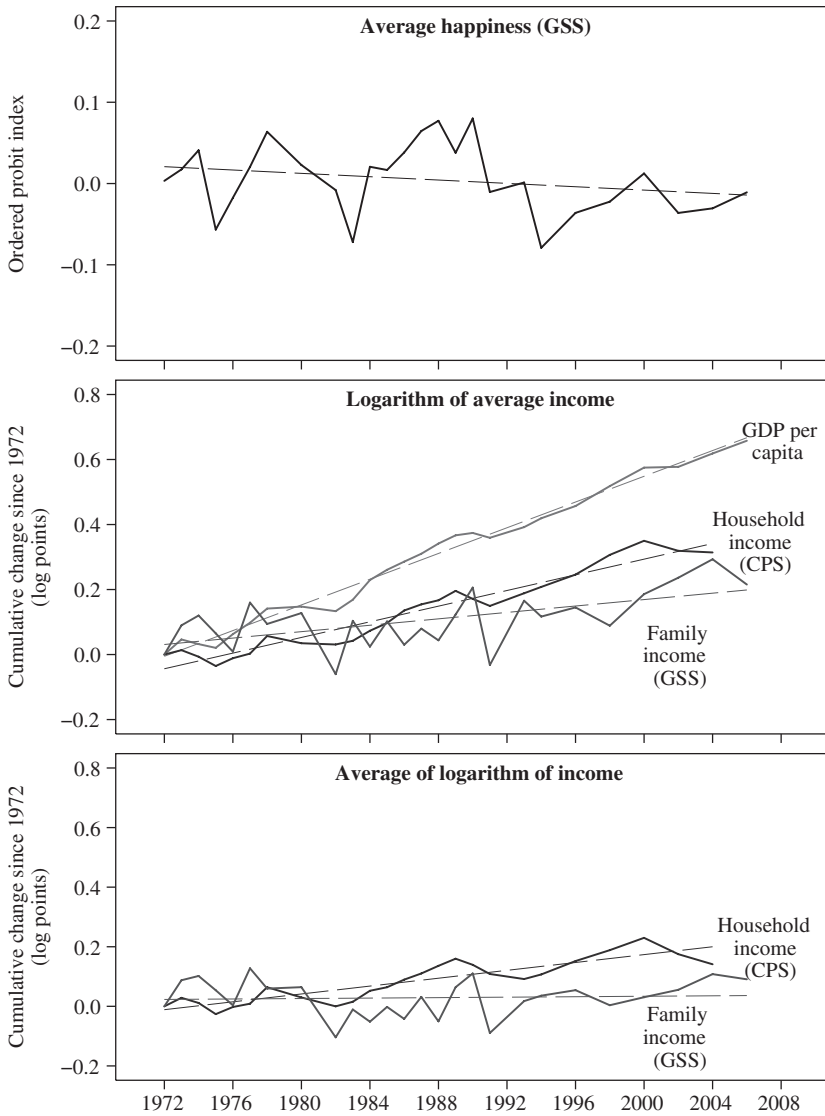 Average happiness (GSS)
Ordered probit index
0.2
0.1
0.0
−0.1
−0.2
Logarithm of average income
Cumulative change since 1972
(log points)
0.8
0.6
0.4
0.2
0.0
−0.2
GDP per
capita
Household
income
(CPS)
Family
income
(GSS)
Average of logarithm of income
Cumulative change since 1972
(log points)
0.8
0.6
0.4
0.2
0.0
−0.2
Household
income
(CPS)
Family
income
(GSS)
1972 1976 1980 1984 1988 1992 1996 2000 2004 2008